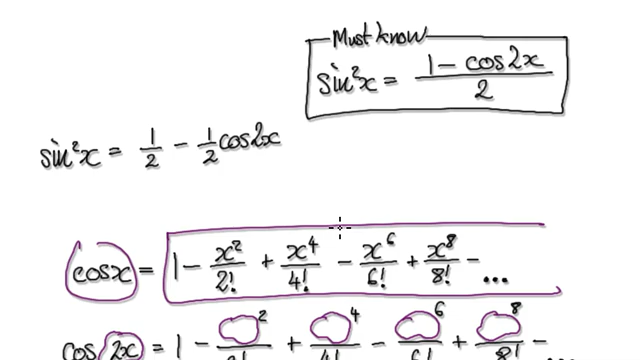 Must know
sin²x = (1 - cos2x)/2
sin²x = 1/2 - 1/2 cos2x
cosx = 1 - x²/2! + x⁴/4! - x⁶/6! + x⁸/8! - ...
cos 2x = 1 - ( )²/2! + ( )⁴/4! - ( )⁶/6! + ( )⁸/8! -